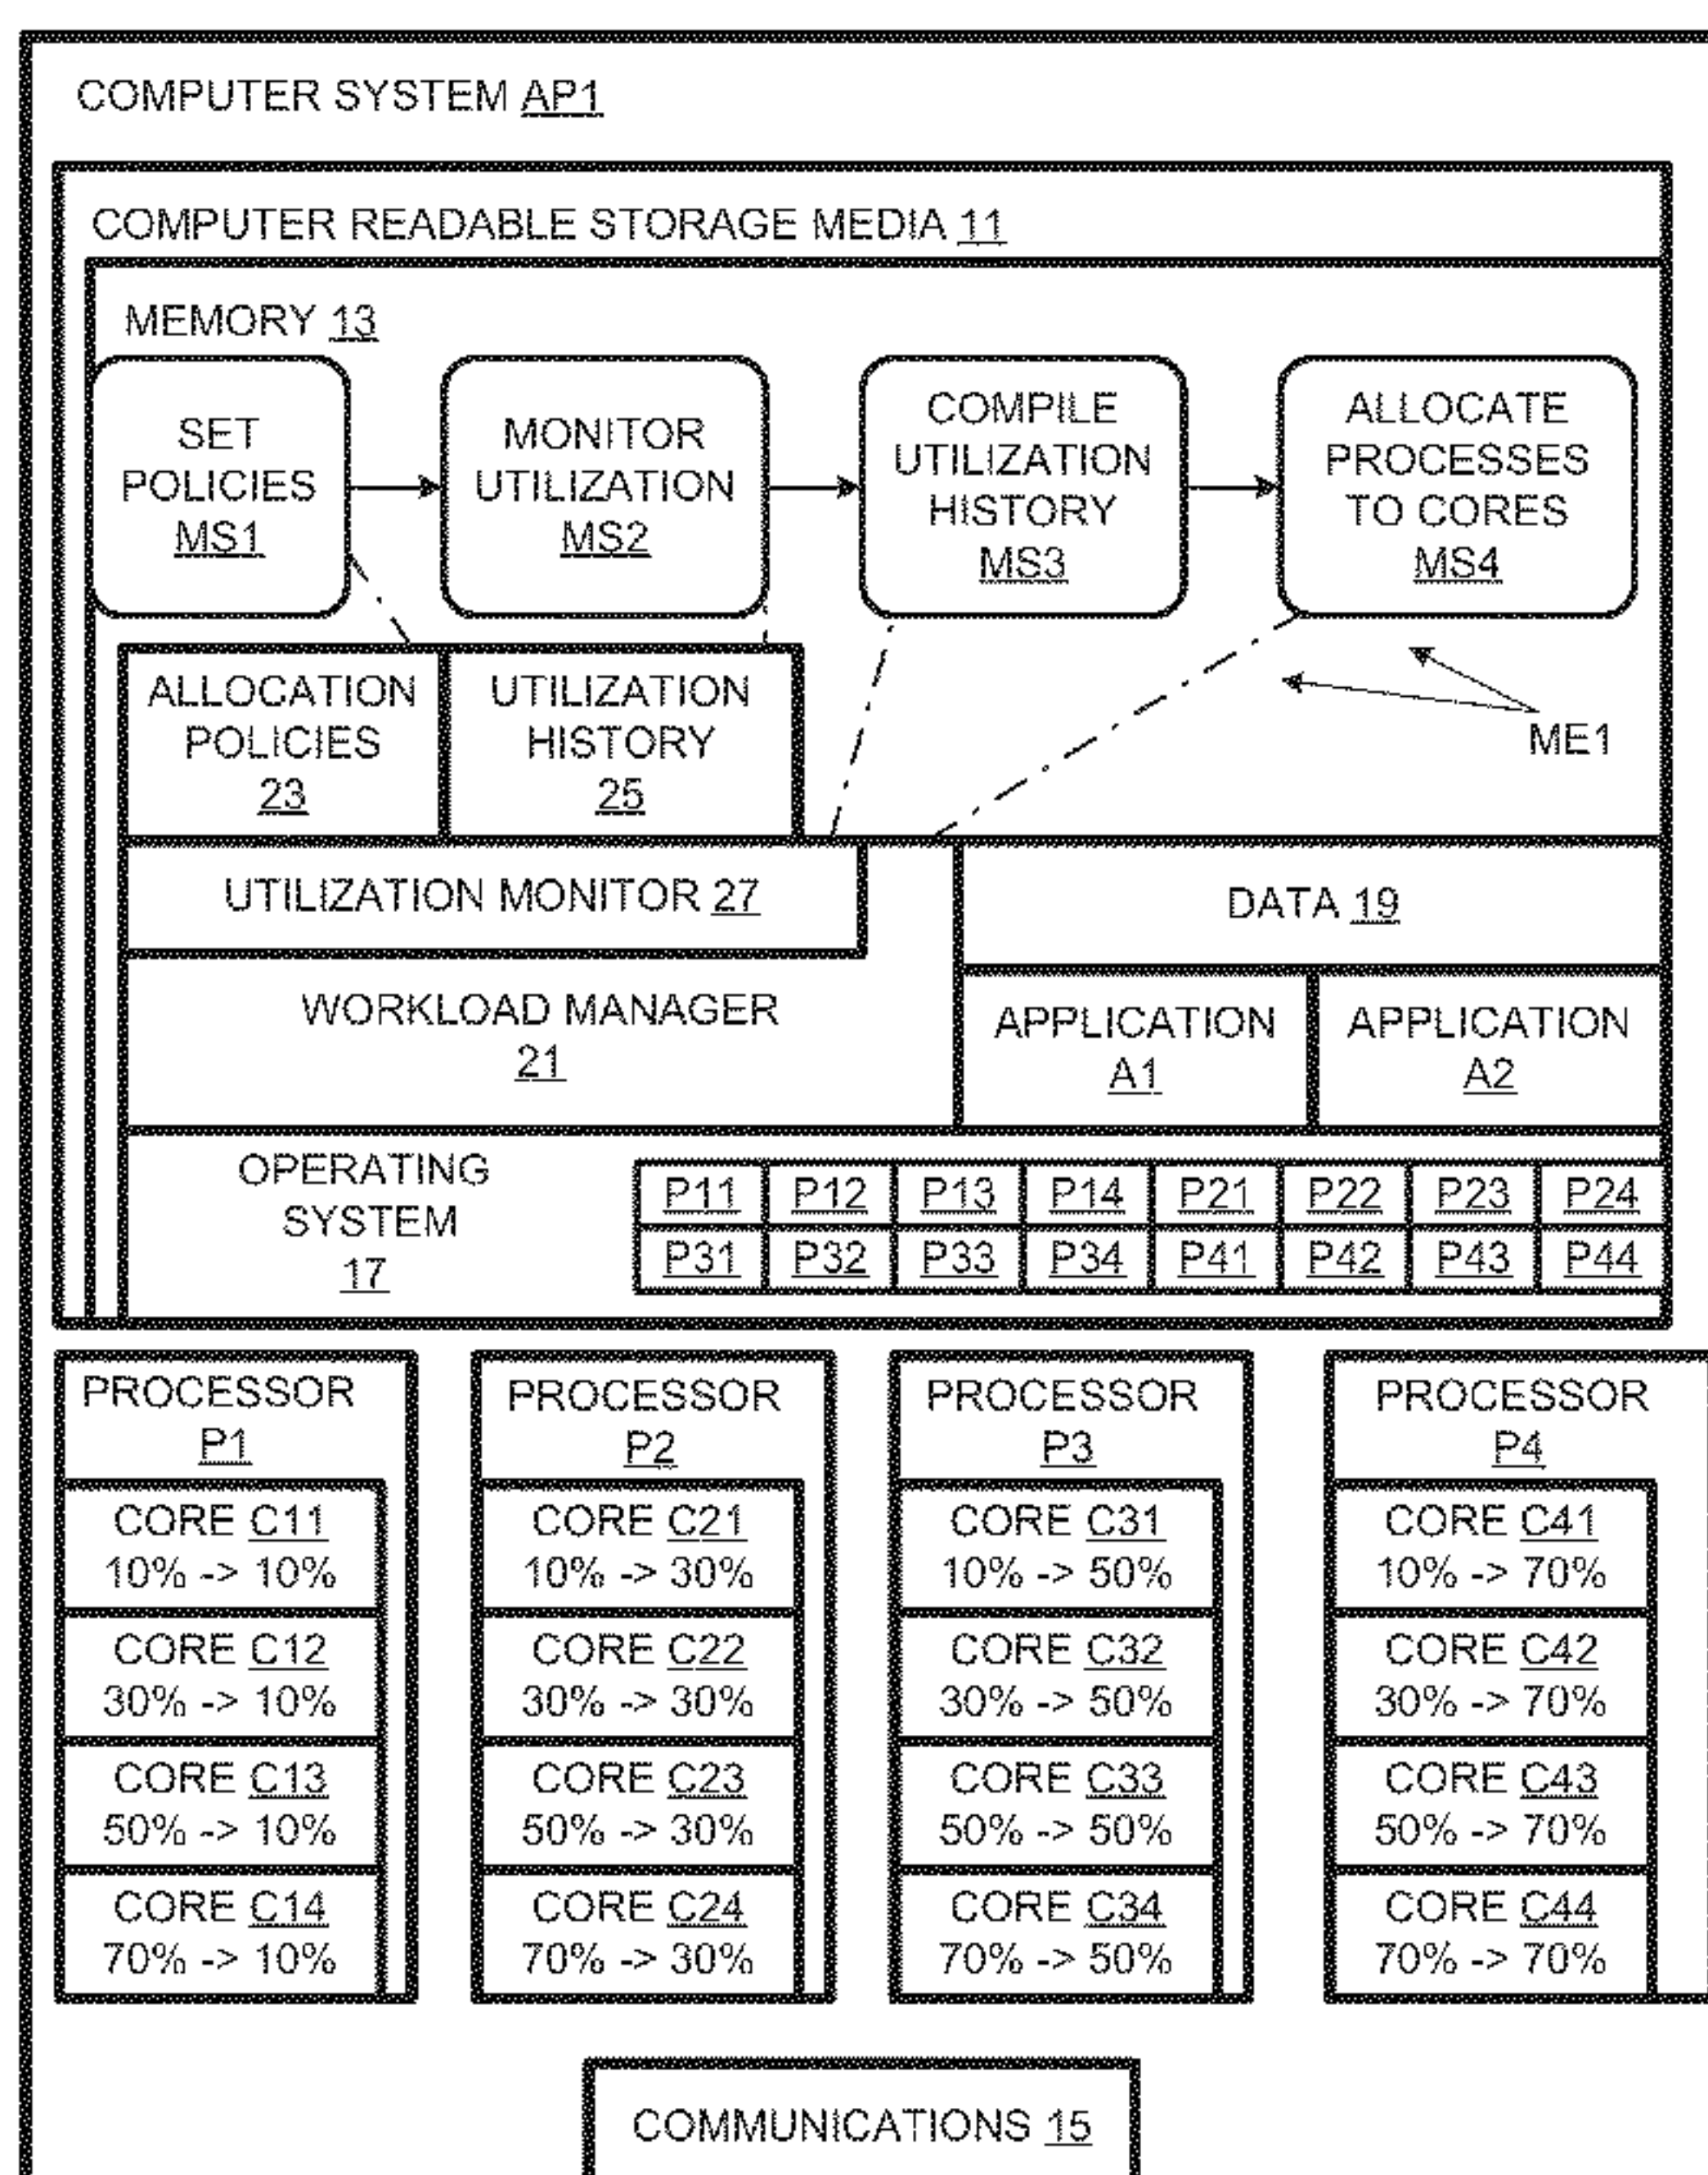 COMPUTER SYSTEM AP1
COMPUTER READABLE STORAGE MEDIA 11
MEMORY 13
SET
POLICIES
MS1
MONITOR
UTILIZATION
MS2
COMPILE
UTILIZATION
HISTORY
MS3
ALLOCATE
PROCESSES
TO CORES
MS4
ME1
ALLOCATION
POLICIES
23
UTILIZATION
HISTORY
25
UTILIZATION MONITOR 27
DATA 19
WORKLOAD MANAGER
21
APPLICATION
A1
APPLICATION
A2
OPERATING
SYSTEM
17
P11 P12 P13 P14 P21 P22 P23 P24
P31 P32 P33 P34 P41 P42 P43 P44
PROCESSOR
P1
CORE C11
10% -> 10%
CORE C12
30% -> 10%
CORE C13
50% -> 10%
CORE C14
70% -> 10%
PROCESSOR
P2
CORE C21
10% -> 30%
CORE C22
30% -> 30%
CORE C23
50% -> 30%
CORE C24
70% -> 30%
PROCESSOR
P3
CORE C31
10% -> 50%
CORE C32
30% -> 50%
CORE C33
50% -> 50%
CORE C34
70% -> 50%
PROCESSOR
P4
CORE C41
10% -> 70%
CORE C42
30% -> 70%
CORE C43
50% -> 70%
CORE C44
70% -> 70%
COMMUNICATIONS 15